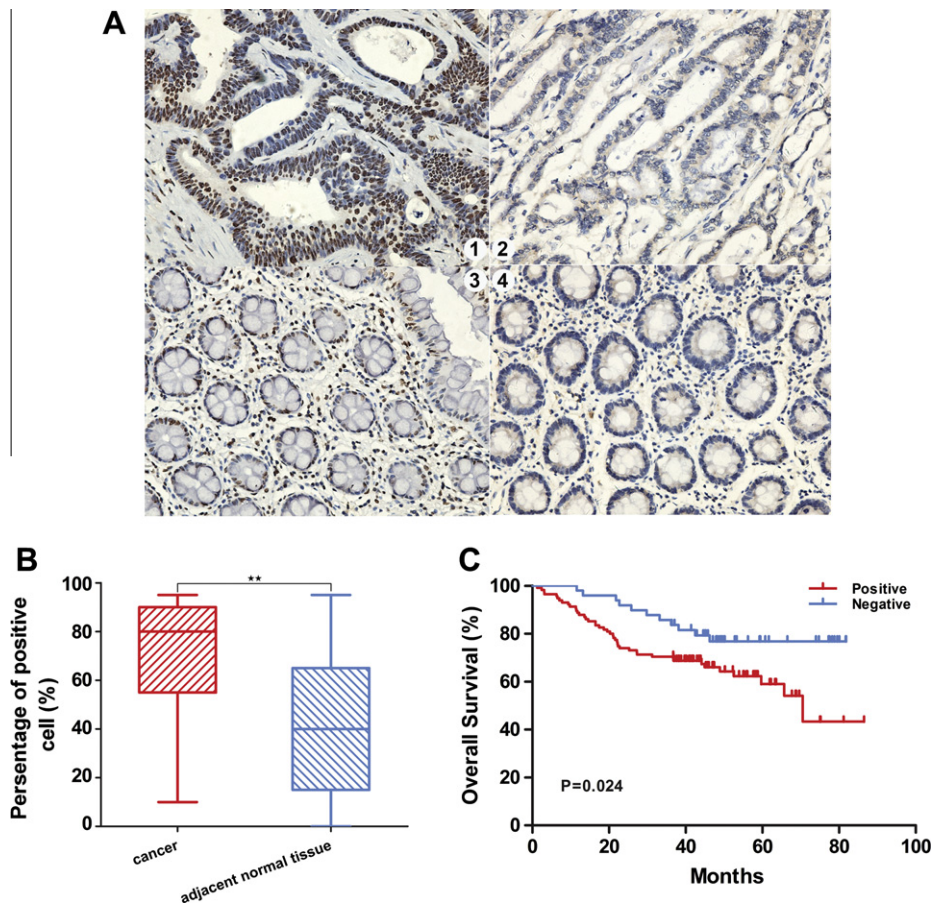 A
1 2
3 4
B
**
100
80
60
40
20
0
Persentage of positive
cell (%)
cancer
adjacent normal tissue
C
100
80
60
40
20
0
Overall Survival (%)
Positive
Negative
P=0.024
0 20 40 60 80 100
Months